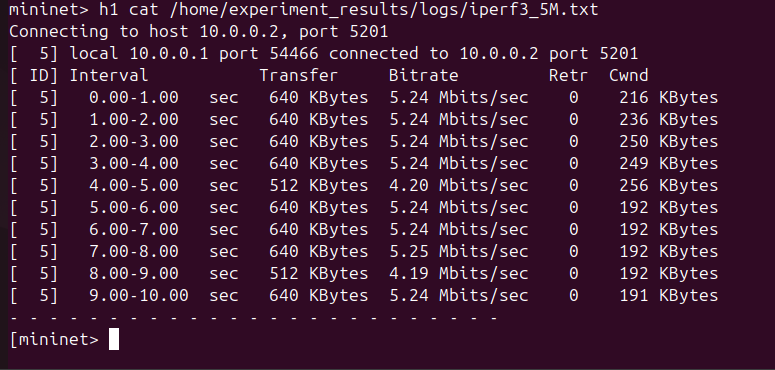 mininet> h1 cat /home/experiment_results/logs/iperf3_5M.txt
Connecting to host 10.0.0.2, port 5201
[  5] local 10.0.0.1 port 54466 connected to 10.0.0.2 port 5201
[ ID] Interval           Transfer     Bitrate         Retr  Cwnd
[  5]   0.00-1.00   sec   640 KBytes  5.24 Mbits/sec    0    216 KBytes
[  5]   1.00-2.00   sec   640 KBytes  5.24 Mbits/sec    0    236 KBytes
[  5]   2.00-3.00   sec   640 KBytes  5.24 Mbits/sec    0    250 KBytes
[  5]   3.00-4.00   sec   640 KBytes  5.24 Mbits/sec    0    249 KBytes
[  5]   4.00-5.00   sec   512 KBytes  4.20 Mbits/sec    0    256 KBytes
[  5]   5.00-6.00   sec   640 KBytes  5.24 Mbits/sec    0    192 KBytes
[  5]   6.00-7.00   sec   640 KBytes  5.24 Mbits/sec    0    192 KBytes
[  5]   7.00-8.00   sec   640 KBytes  5.25 Mbits/sec    0    192 KBytes
[  5]   8.00-9.00   sec   512 KBytes  4.19 Mbits/sec    0    192 KBytes
[  5]   9.00-10.00  sec   640 KBytes  5.24 Mbits/sec    0    191 KBytes
- - - - - - - - - - - - - - - - - - - - - - - - -
[mininet>